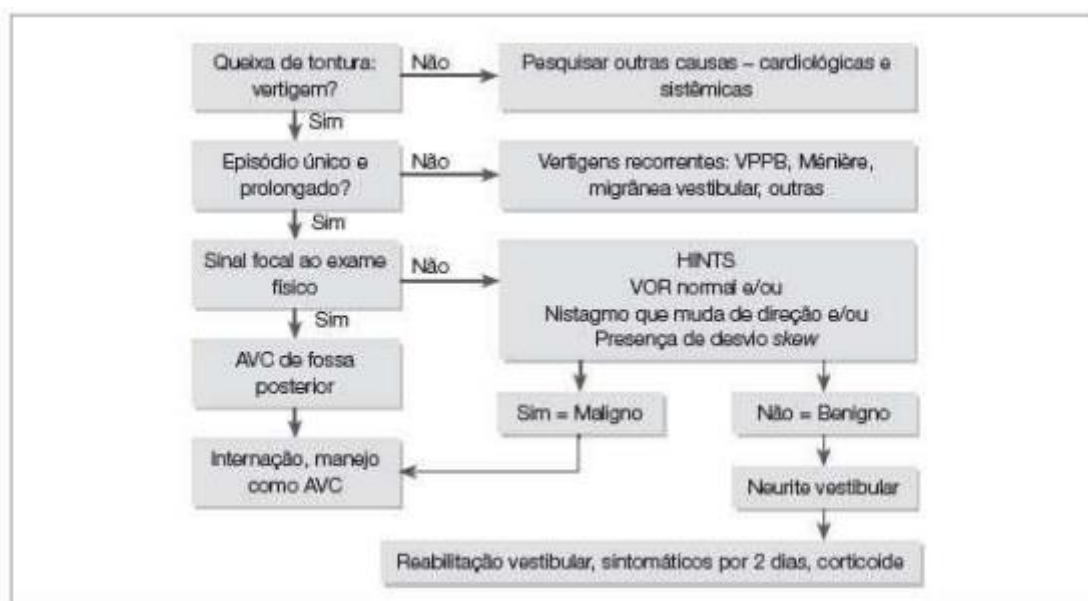 Queixa de tontura:
vertigem?
Não
Pesquisar outras causas – cardiológicas e
sistêmicas
Sim
Episódio único e
prolongado?
Não
Vertigens recorrentes: VPPB, Ménière,
migrânea vestibular, outras
Sim
Sinal focal ao exame
físico
Não
HINTS
VOR normal e/ou
Nistagmo que muda de direção e/ou
Presença de desvio skew
Sim
AVC de fossa
posterior
Sim = Maligno
Não = Benigno
Internação, manejo
como AVC
Neurite vestibular
Reabilitação vestibular, sintomáticos por 2 dias, corticoide